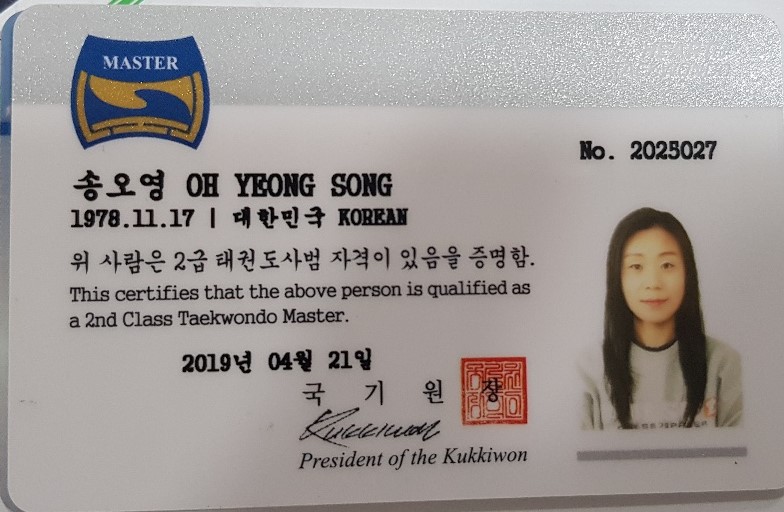 MASTER
No. 2025027
송오영 OH YEONG SONG
1978.11.17 | 대한민국 KOREAN
위 사람은 2급 태권도사범 자격이 있음을 증명함.
This certifies that the above person is qualified as
a 2nd Class Taekwondo Master.
2019년 04월 21일
국 기 원 장
Kukkiwon
President of the Kukkiwon